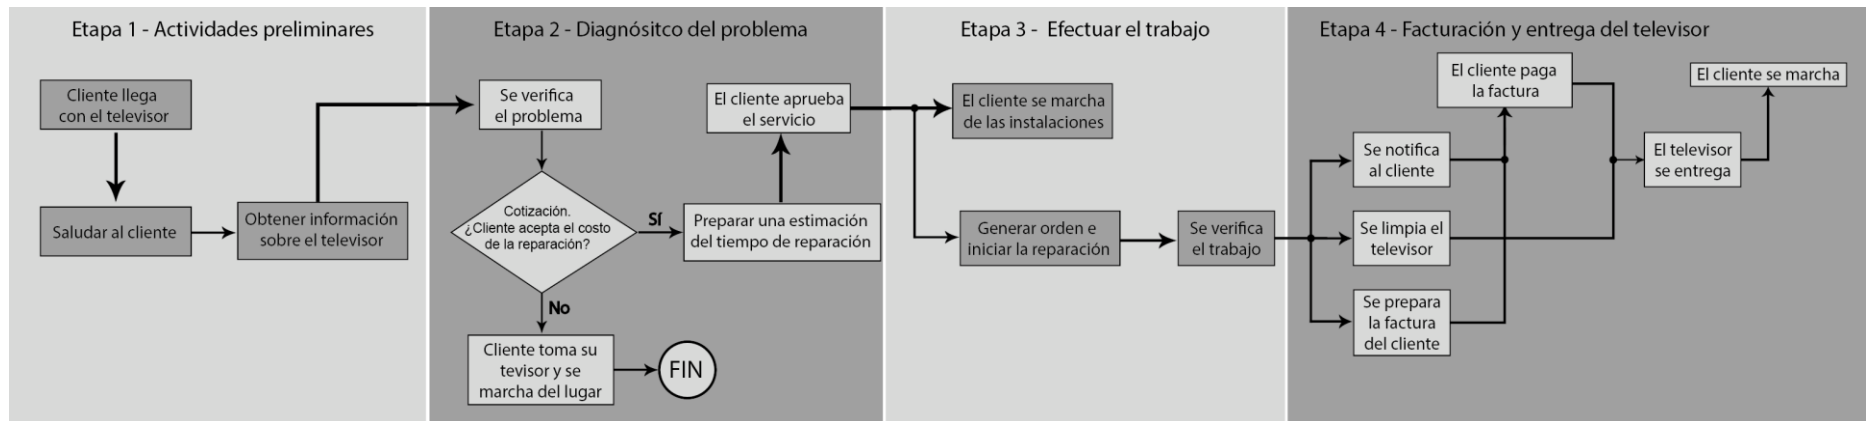 Etapa 1 - Actividades preliminares
Cliente llega
con el televisor
Saludar al cliente
Obtener información
sobre el televisor
Etapa 2 - Diagnósitco del problema
Se verifica
el problema
Cotización.
¿Cliente acepta el costo
de la reparación?
Sí
No
Preparar una estimación
del tiempo de reparación
El cliente aprueba
el servicio
Cliente toma su
tevisor y se
marcha del lugar
FIN
Etapa 3 - Efectuar el trabajo
El cliente se marcha
de las instalaciones
Generar orden e
iniciar la reparación
Se verifica
el trabajo
Etapa 4 - Facturación y entrega del televisor
Se notifica
al cliente
Se limpia el
televisor
Se prepara
la factura
del cliente
El cliente paga
la factura
El televisor
se entrega
El cliente se marcha